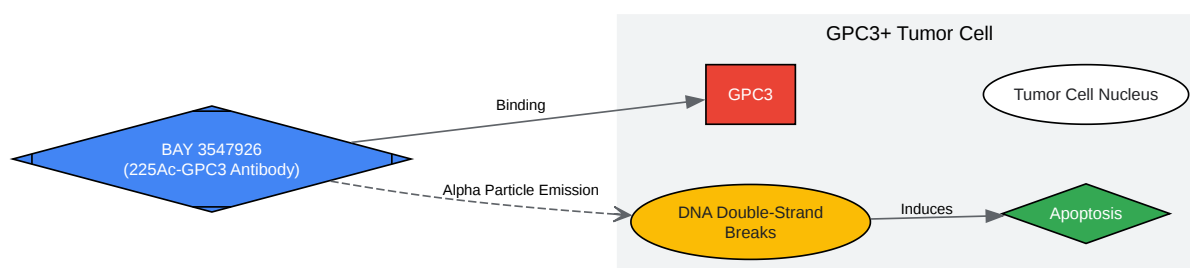 GPC3+ Tumor Cell
Binding
GPC3
Tumor Cell Nucleus
BAY 3547926
(225Ac-GPC3 Antibody)
Alpha Particle Emission
DNA Double-Strand
Breaks
Induces
Apoptosis